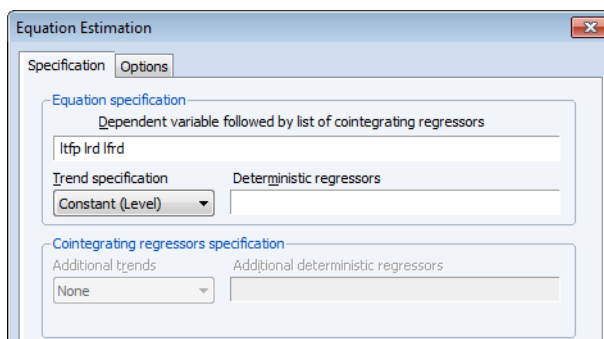 Equation Estimation
Specification Options
Equation specification
Dependent variable followed by list of cointegrating regressors
ltfp lrd lfrd
Trend specification Deterministic regressors
Constant (Level)
Cointegrating regressors specification
Additional trends Additional deterministic regressors
None